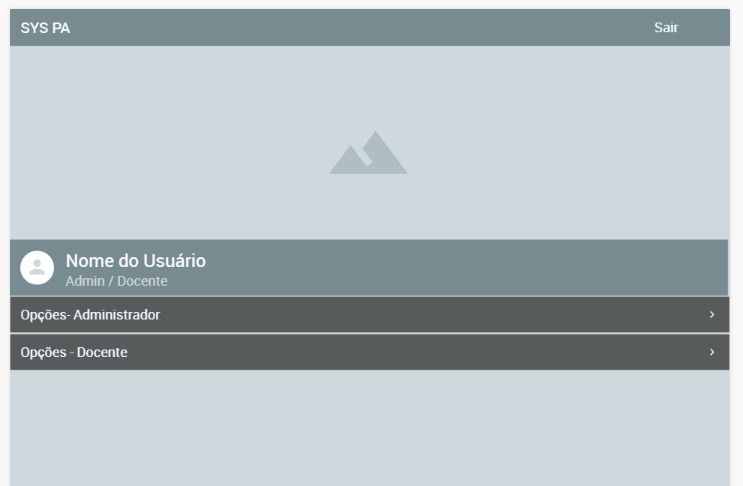 SYS PA
Sair
Nome do Usuário
Admin / Docente
Opções- Administrador
Opções - Docente